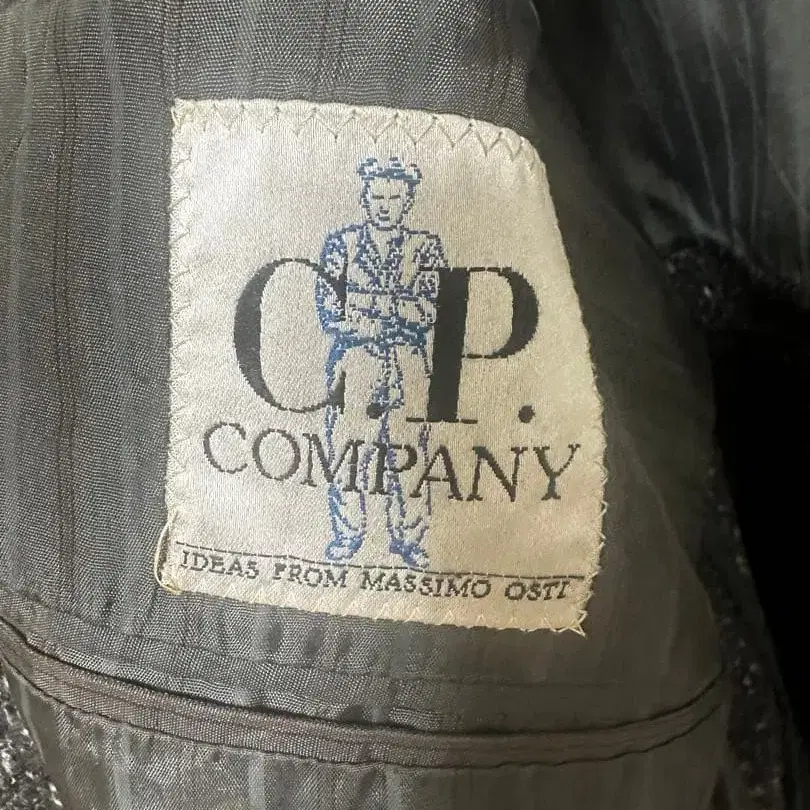 C.P.
COMPANY
IDEAS FROM MASSIMO OSTI